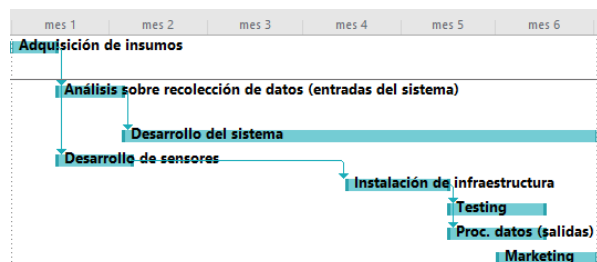 mes 1 mes 2 mes 3 mes 4 mes 5 mes 6
Adquisición de insumos
Análisis sobre recolección de datos (entradas del sistema)
Desarrollo del sistema
Desarrollo de sensores
Instalación de infraestructura
Testing
Proc. datos (salidas)
Marketing